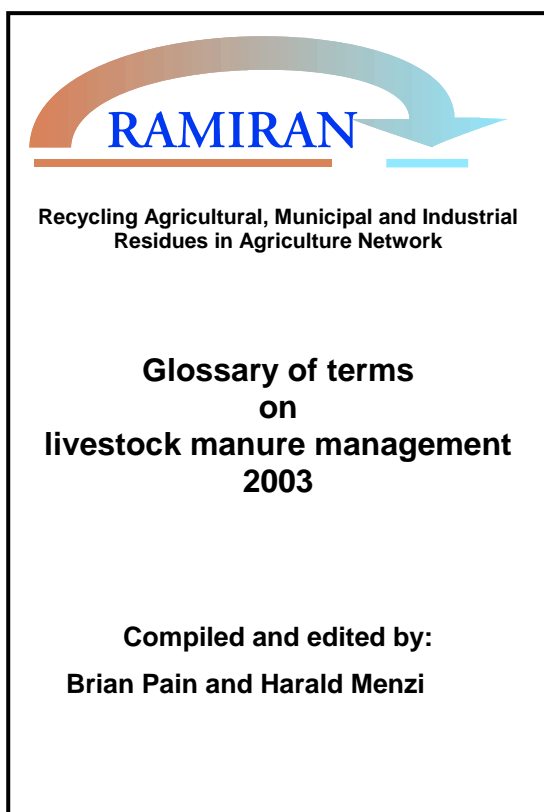 RAMIRAN
Recycling Agricultural, Municipal and Industrial
Residues in Agriculture Network
Glossary of terms
on
livestock manure management
2003
Compiled and edited by:
Brian Pain and Harald Menzi